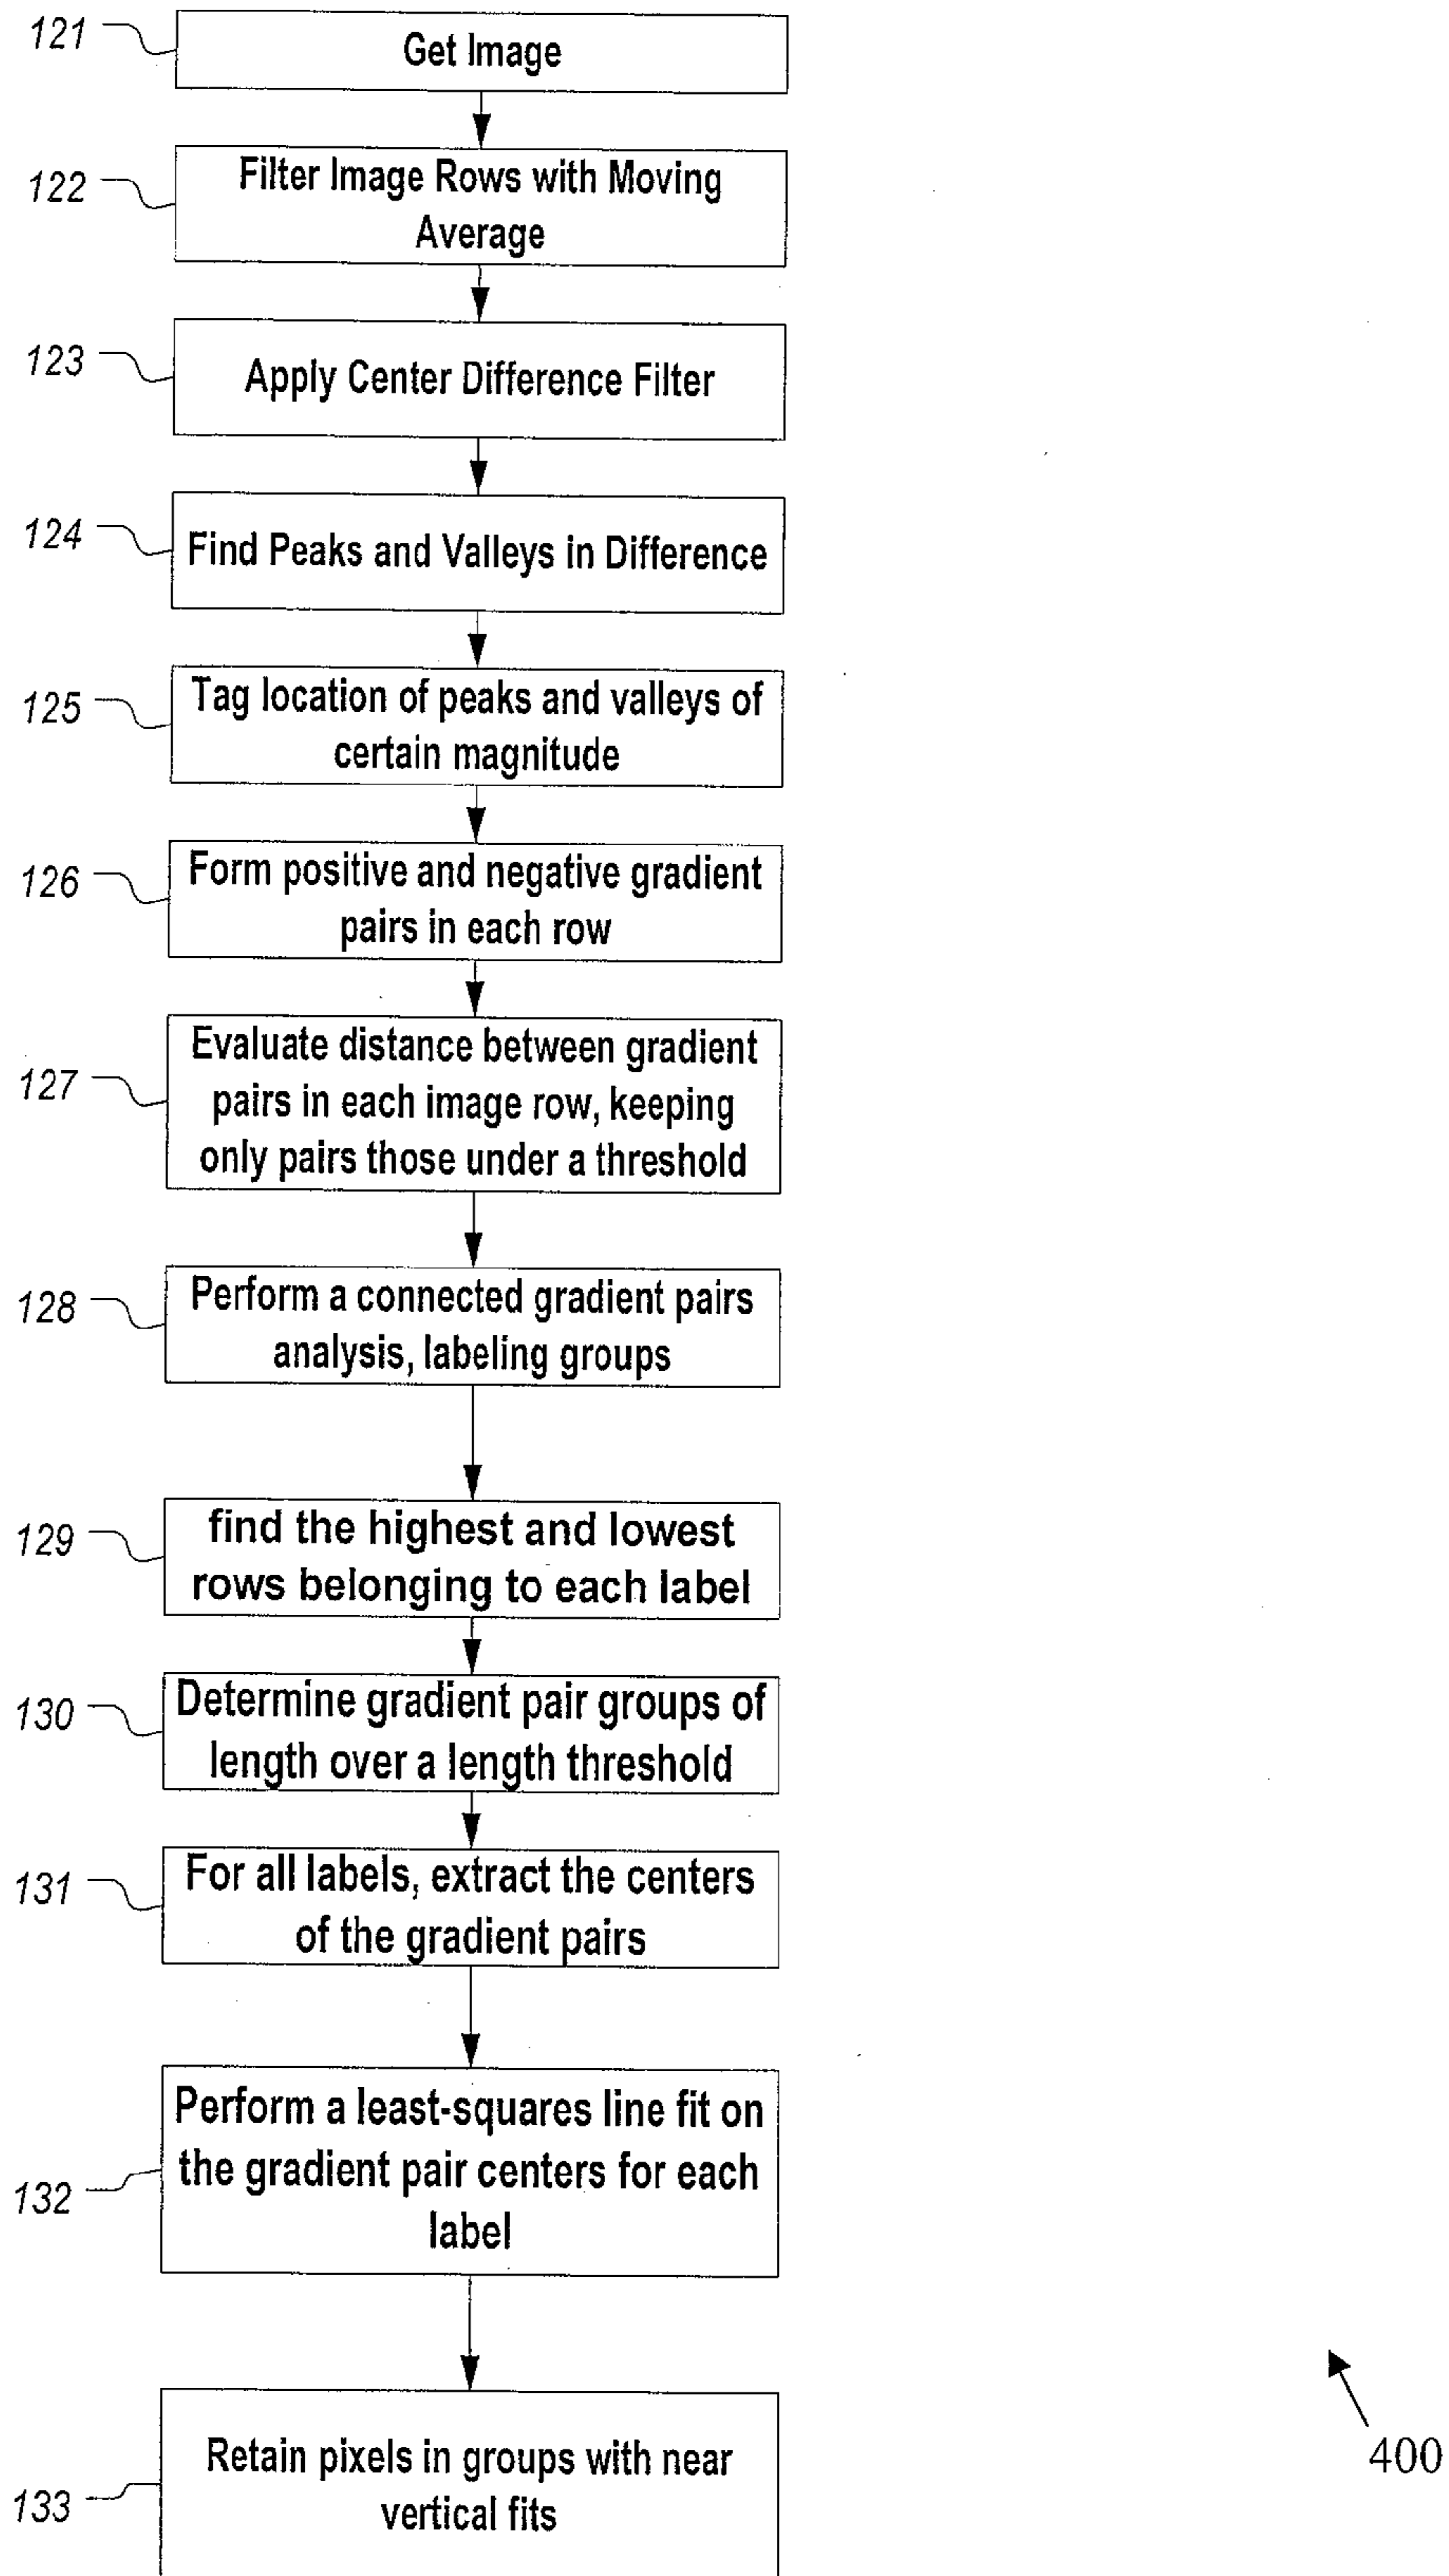 121
Get Image
122
Filter Image Rows with Moving
Average
123
Apply Center Difference Filter
124
Find Peaks and Valleys in Difference
125
Tag location of peaks and valleys of
certain magnitude
126
Form positive and negative gradient
pairs in each row
127
Evaluate distance between gradient
pairs in each image row, keeping
only pairs those under a threshold
128
Perform a connected gradient pairs
analysis, labeling groups
129
find the highest and lowest
rows belonging to each label
130
Determine gradient pair groups of
length over a length threshold
131
For all labels, extract the centers
of the gradient pairs
132
Perform a least-squares line fit on
the gradient pair centers for each
label
133
Retain pixels in groups with near
vertical fits
400